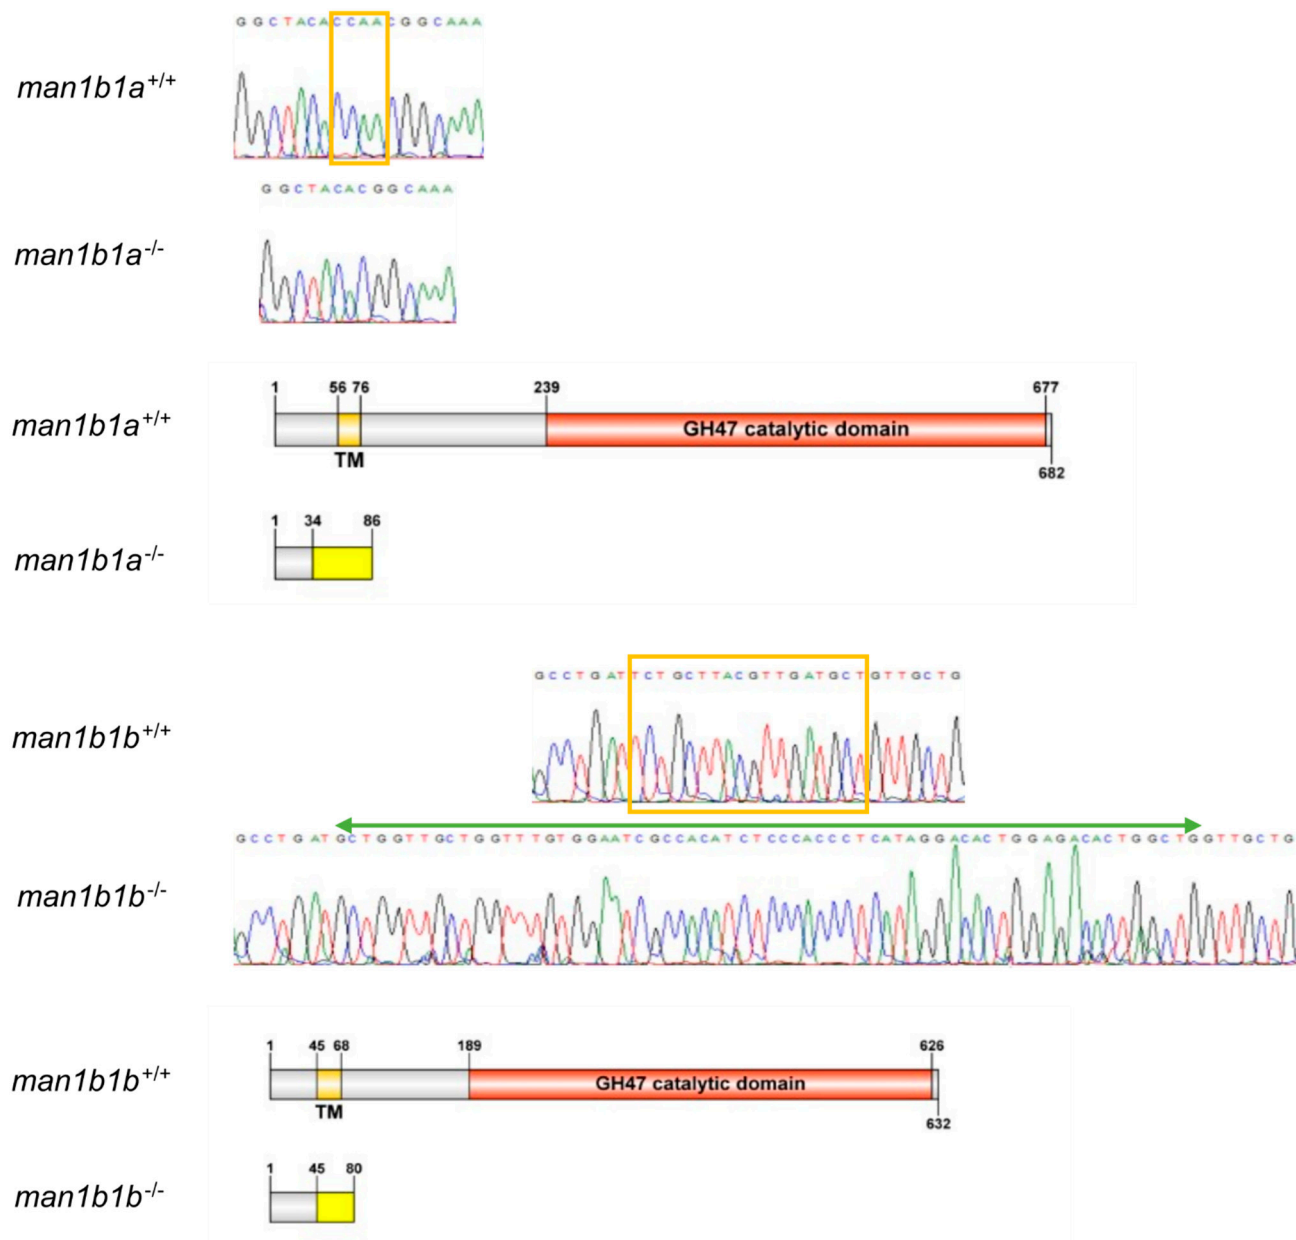 GGCTACACCAACGGCAAA
man1b1a+/+
GGCTACACGGCAAA
man1b1a-/-
1 56 76 239 677
man1b1a+/+ GH47 catalytic domain
TM
682
1 34 86
man1b1a-/-
GCCTGATTCTGCTTACGTTGATGCTGTTGCTG
man1b1b+/+
GCCTGATGCTGGTTGCTGGTTTGTGGAATCGCCACATCTCCCACCCTCATAGGACACTGGAGACACTGGCTGGTTGCTG
man1b1b-/-
1 45 68 189 626
man1b1b+/+ GH47 catalytic domain
TM
632
1 45 80
man1b1b-/-